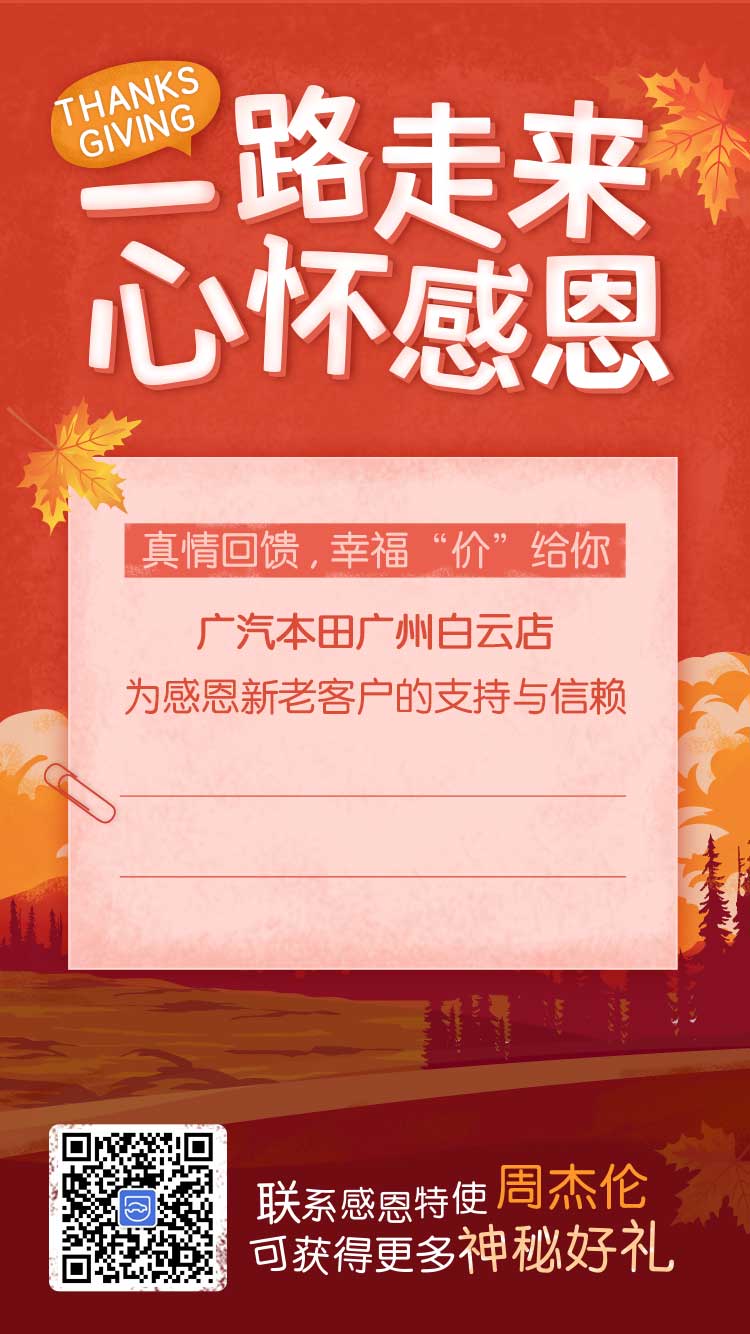 THANKS
GIVING
一路走来
心怀感恩
真情回馈，幸福“价”给你
广汽本田广州白云店
为感恩新老客户的支持与信赖
联系感恩特使 周杰伦
可获得更多神秘好礼